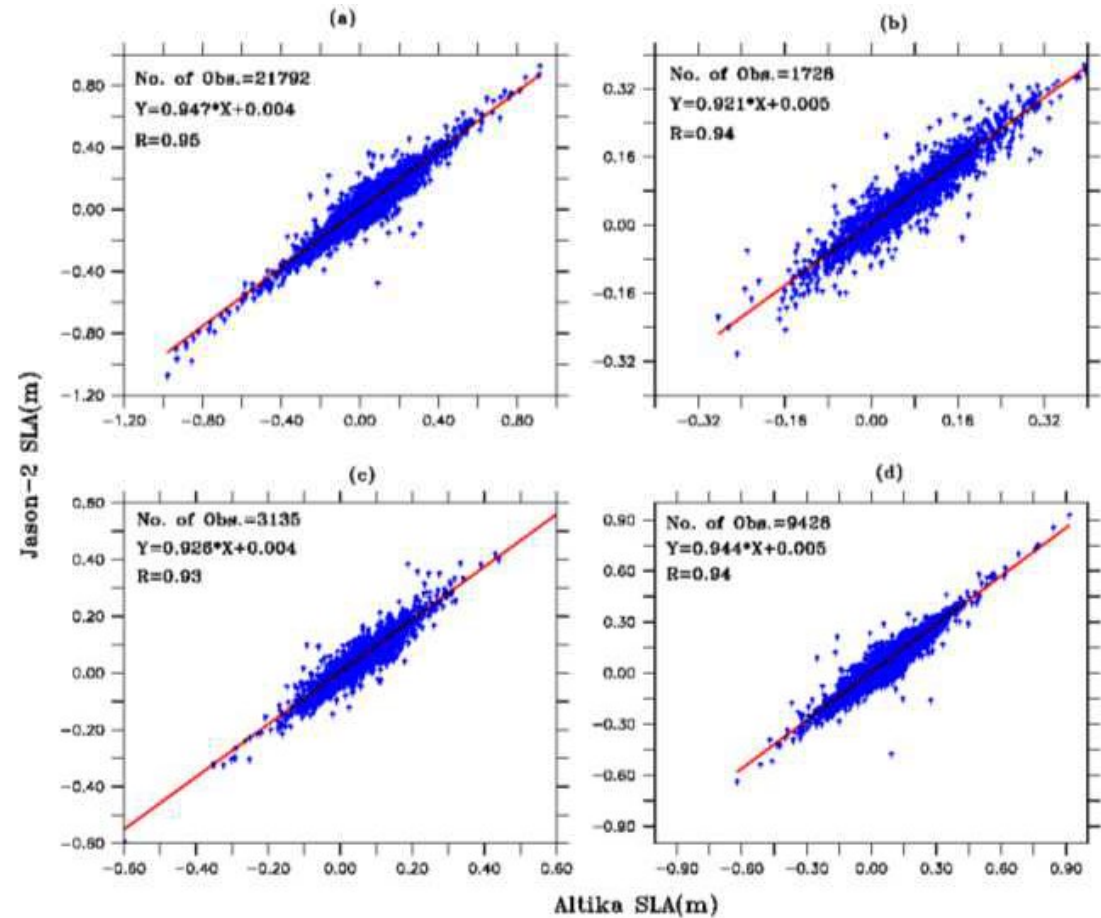 (a)
No. of Obs.=21792
Y=0.947*X+0.004
R=0.95
0.80
0.40
0.00
−0.40
−0.80
−1.20
−1.20 −0.80 −0.40 0.00 0.40 0.80
(b)
No. of Obs.=1728
Y=0.921*X+0.005
R=0.94
0.32
0.16
0.00
−0.16
−0.32
−0.32 −0.16 0.00 0.16 0.32
Jason−2 SLA(m)
(c)
No. of Obs.=3135
Y=0.926*X+0.004
R=0.93
0.60
0.40
0.20
0.00
−0.20
−0.40
−0.60
−0.60 −0.40 −0.20 0.00 0.20 0.40 0.60
(d)
No. of Obs.=9428
Y=0.944*X+0.005
R=0.94
0.90
0.60
0.30
0.00
−0.30
−0.60
−0.90
−0.90 −0.60 −0.30 0.00 0.30 0.60 0.90
Altika SLA(m)